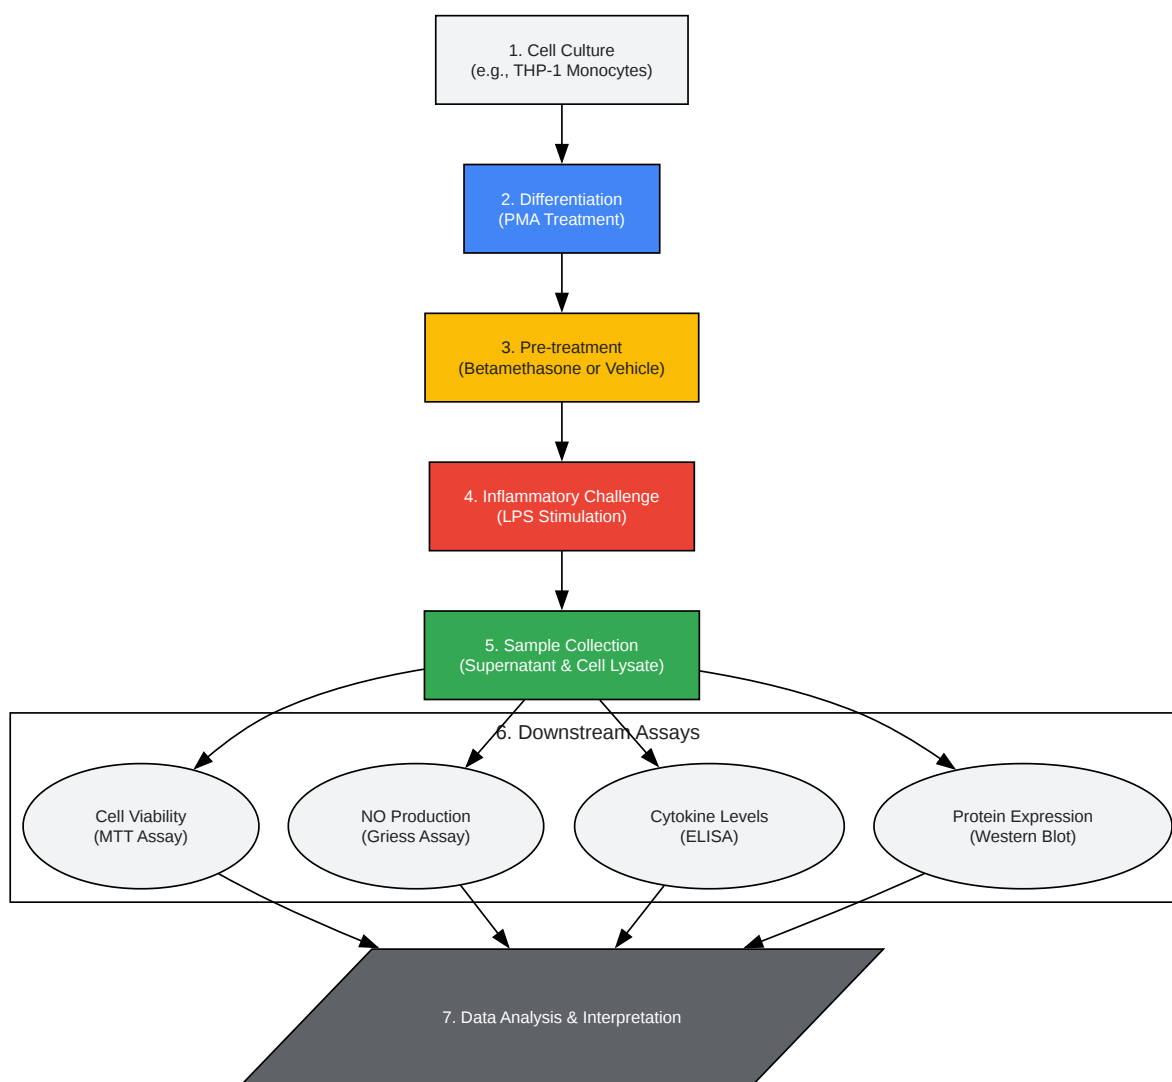 1. Cell Culture
(e.g., THP-1 Monocytes)
2. Differentiation
(PMA Treatment)
3. Pre-treatment
(Betamethasone or Vehicle)
4. Inflammatory Challenge
(LPS Stimulation)
5. Sample Collection
(Supernatant & Cell Lysate)
6. Downstream Assays
Cell Viability
(MTT Assay)
NO Production
(Griess Assay)
Cytokine Levels
(ELISA)
Protein Expression
(Western Blot)
7. Data Analysis & Interpretation